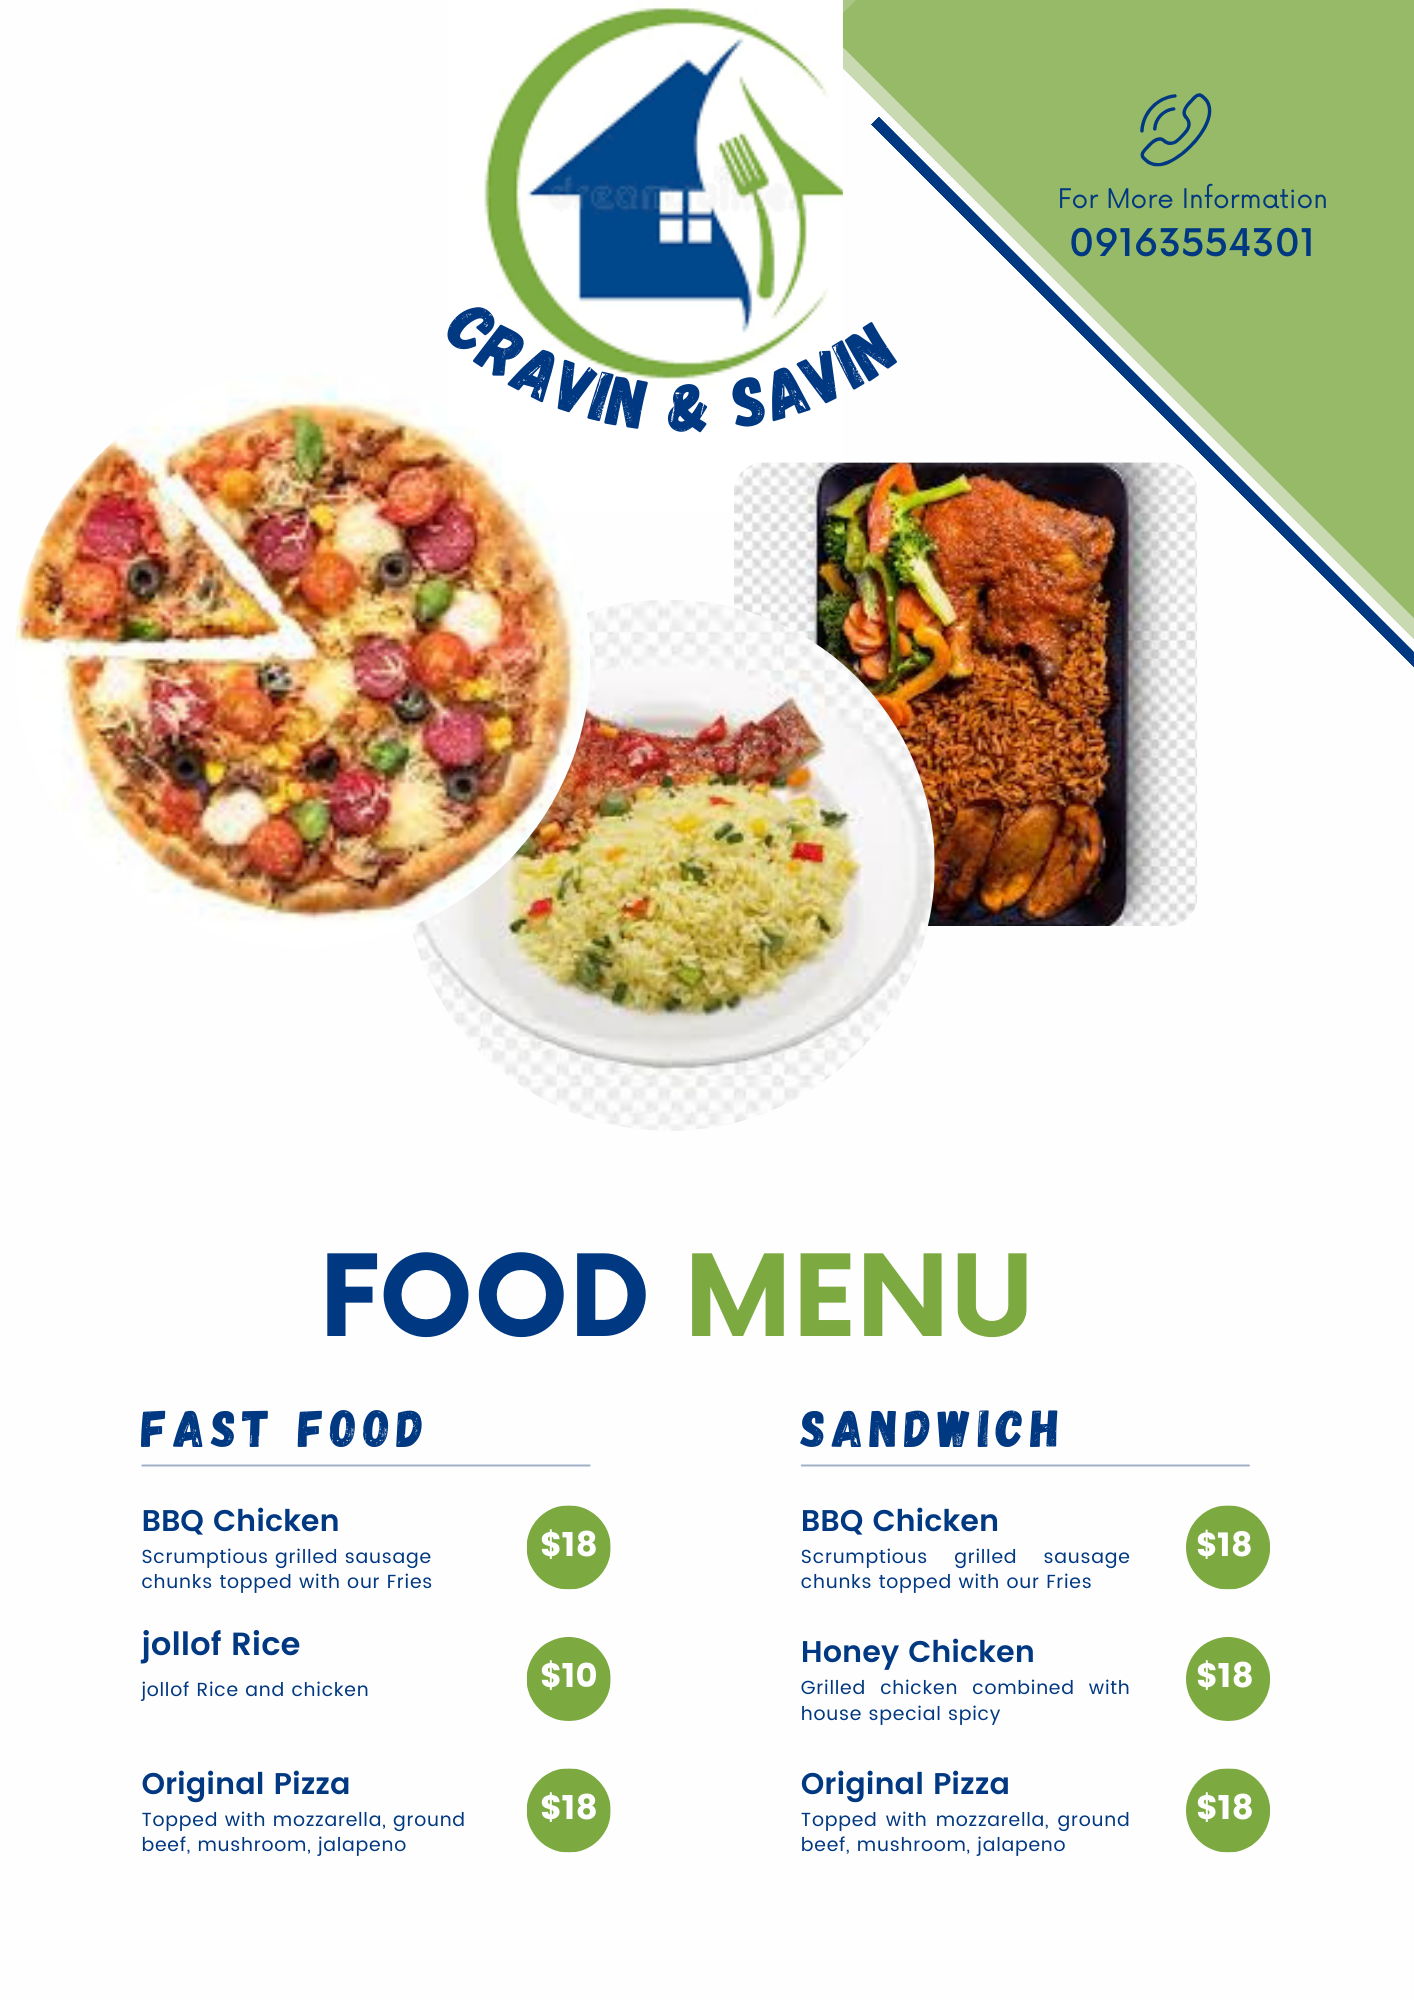 For More Information
09163554301
CRAVIN & SAVIN
FOOD MENU
FAST FOOD
BBQ Chicken
Scrumptious grilled sausage
chunks topped with our Fries
$18
jollof Rice
jollof Rice and chicken
$10
Original Pizza
Topped with mozzarella, ground
beef, mushroom, jalapeno
$18
SANDWICH
BBQ Chicken
Scrumptious grilled sausage
chunks topped with our Fries
$18
Honey Chicken
Grilled chicken combined with
house special spicy
$18
Original Pizza
Topped with mozzarella, ground
beef, mushroom, jalapeno
$18